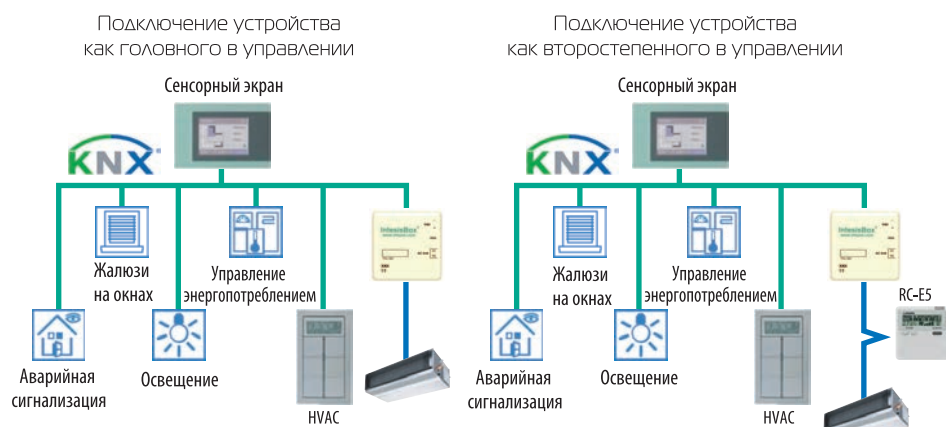 Подключение устройства
как головного в управлении
Сенсорный экран
KNX®
IntesisBox®
Жалюзи
на окнах
Управление
энергопотреблением
Аварийная
сигнализация
Освещение
HVAC
Подключение устройства
как второстепенного в управлении
Сенсорный экран
KNX®
IntesisBox®
Жалюзи
на окнах
Управление
энергопотреблением
RC-E5
Аварийная
сигнализация
Освещение
HVAC